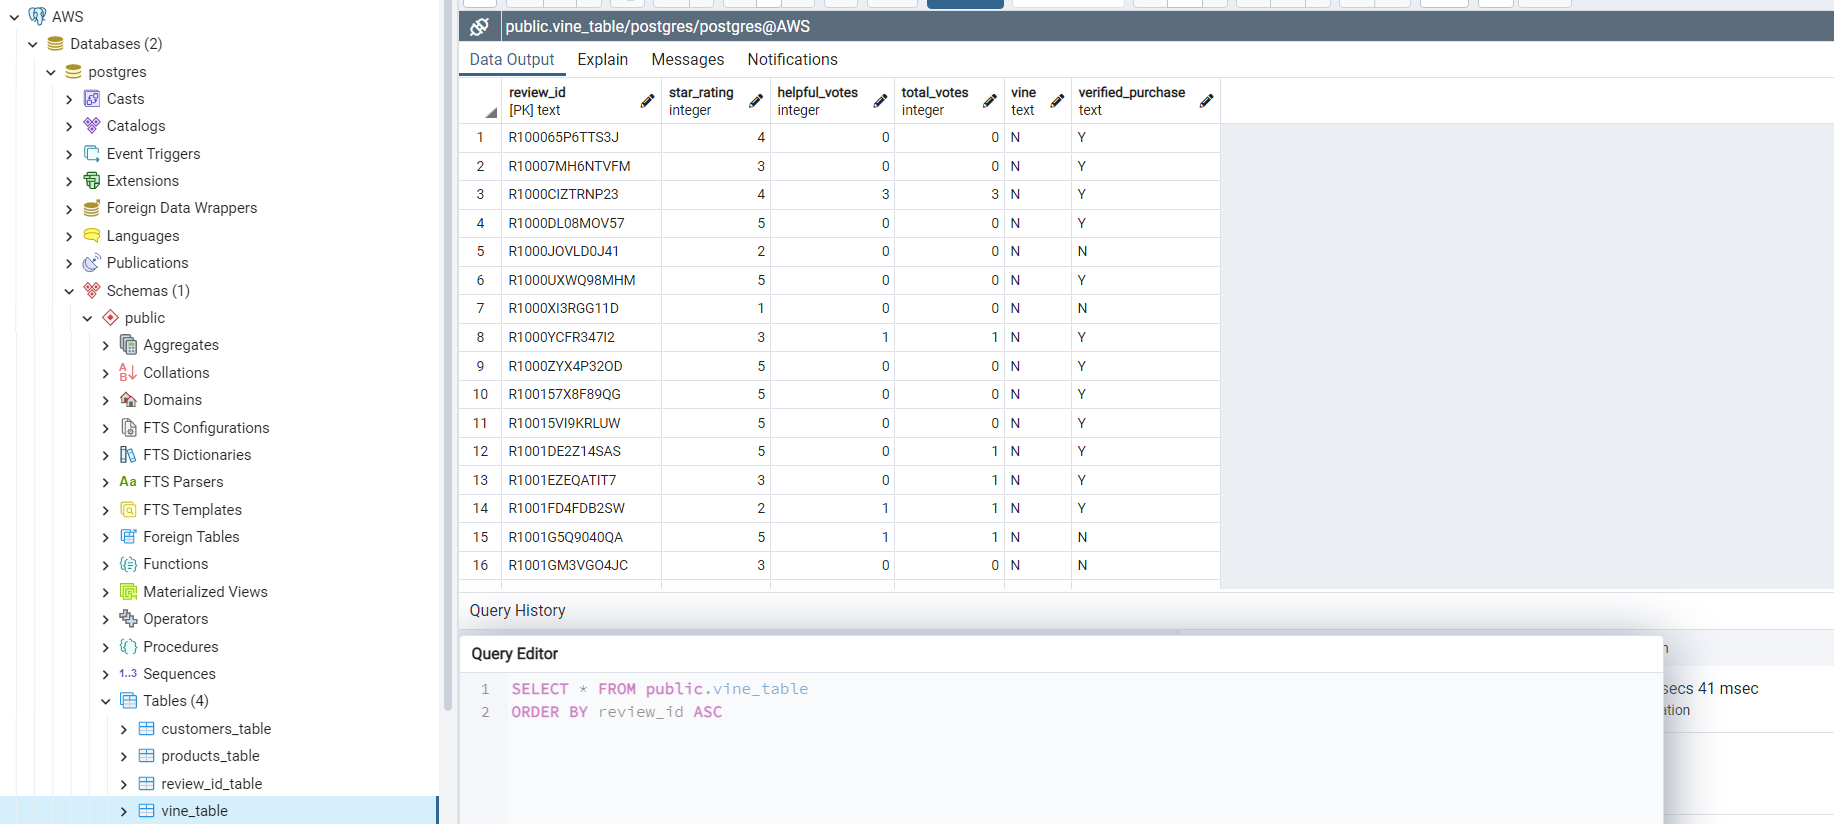 AWS
Databases (2)
postgres
Casts
Catalogs
Event Triggers
Extensions
Foreign Data Wrappers
Languages
Publications
Schemas (1)
public
Aggregates
Collations
Domains
FTS Configurations
FTS Dictionaries
Aa FTS Parsers
FTS Templates
Foreign Tables
Functions
Materialized Views
Operators
Procedures
1..3 Sequences
Tables (4)
customers_table
products_table
review_id_table
vine_table
public.vine_table/postgres/postgres@AWS
Data Output Explain Messages Notifications
review_id star_rating helpful_votes total_votes vine verified_purchase
[PK] text integer integer integer text text
1 R100065P6TTS3J 4 0 0 N Y
2 R10007MH6NTVFM 3 0 0 N Y
3 R1000CIZTRNP23 4 3 3 N Y
4 R1000DL08MOV57 5 0 0 N Y
5 R1000JOVLD0J41 2 0 0 N N
6 R1000UXWQ98MHM 5 0 0 N Y
7 R1000XI3RGG11D 1 0 0 N N
8 R1000YCFR347I2 3 1 1 N Y
9 R1000ZYX4P32OD 5 0 0 N Y
10 R100157X8F89QG 5 0 0 N Y
11 R10015VI9KRLUW 5 0 0 N Y
12 R1001DE2Z14SAS 5 0 1 N Y
13 R1001EZEQATIT7 3 0 1 N Y
14 R1001FD4FDB2SW 2 1 1 N Y
15 R1001G5Q9040QA 5 1 1 N N
16 R1001GM3VGO4JC 3 0 0 N N
Query History
Query Editor
1 SELECT * FROM public.vine_table
2 ORDER BY review_id ASC
secs 41 msec